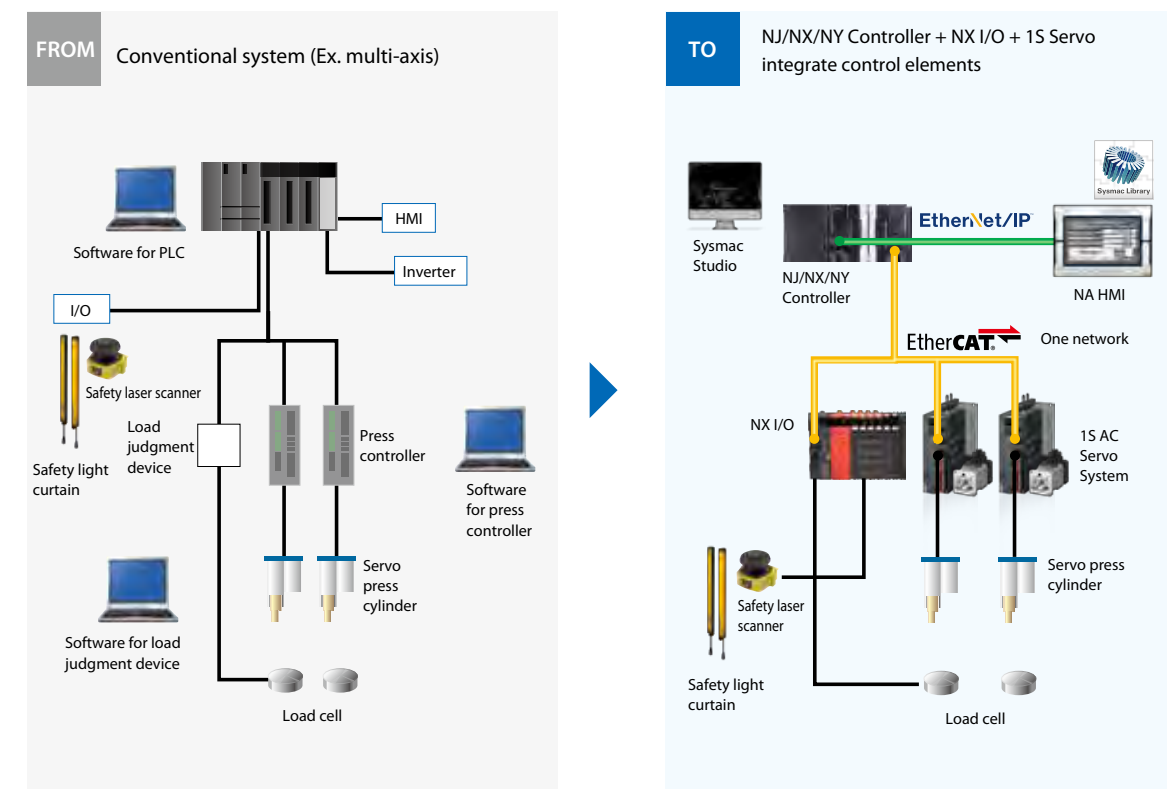 FROM
Conventional system (Ex. multi-axis)
Software for PLC
HMI
Inverter
I/O
Safety laser scanner
Load
judgment
device
Safety light
curtain
Press
controller
Software
for press
controller
Servo
press
cylinder
Software for load
judgment device
Load cell
TO
NJ/NX/NY Controller + NX I/O + 1S Servo
integrate control elements
Sysmac Library
Sysmac
Studio
EtherNet/IP
NJ/NX/NY
Controller
NA HMI
EtherCAT
One network
NX I/O
1S AC
Servo
System
Servo press
cylinder
Safety laser
scanner
Safety light
curtain
Load cell